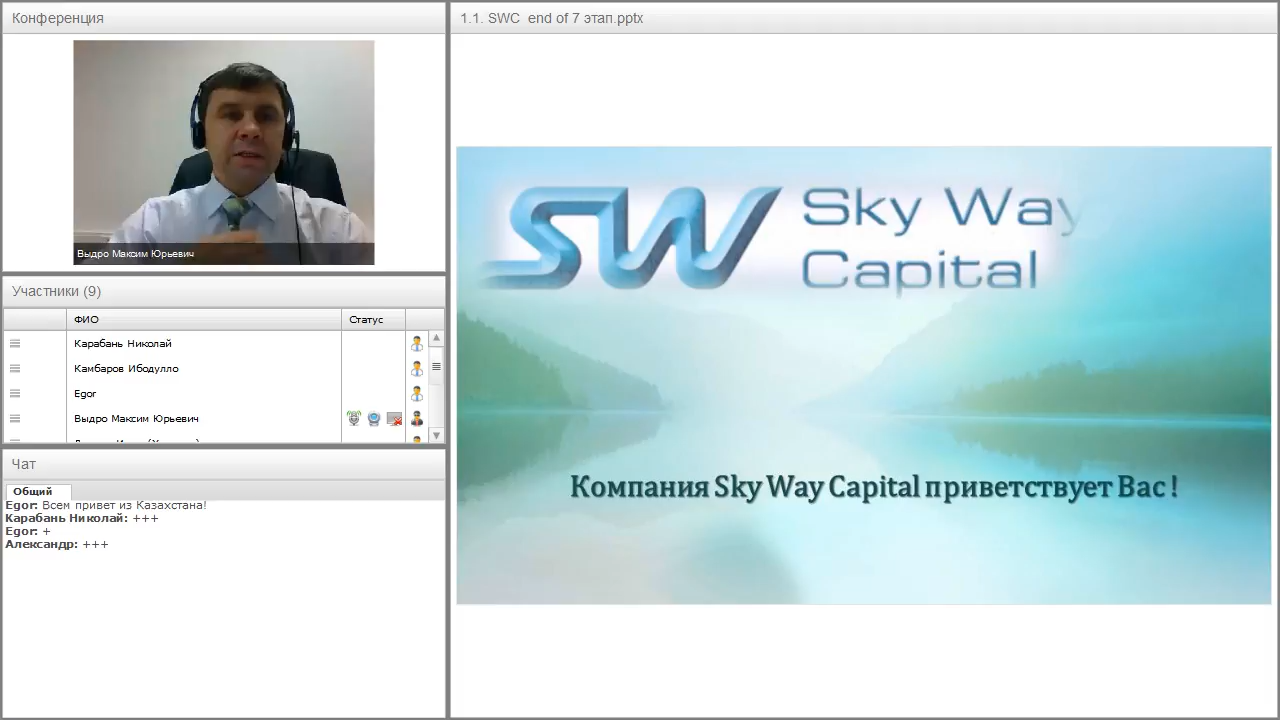 Конференция
Выдро Максим Юрьевич
Участники (9)
ФИО
Статус
Карабань Николай
Камбаров Ибодулло
Egor
Выдро Максим Юрьевич
Чат
Общий
Egor: Всем привет из Казахстана!
Карабань Николай: +++
Egor: +
Александр: +++
1.1. SWC end of 7 этап.pptx
SW
Sky Way
Capital
Компания Sky Way Capital приветствует Вас !